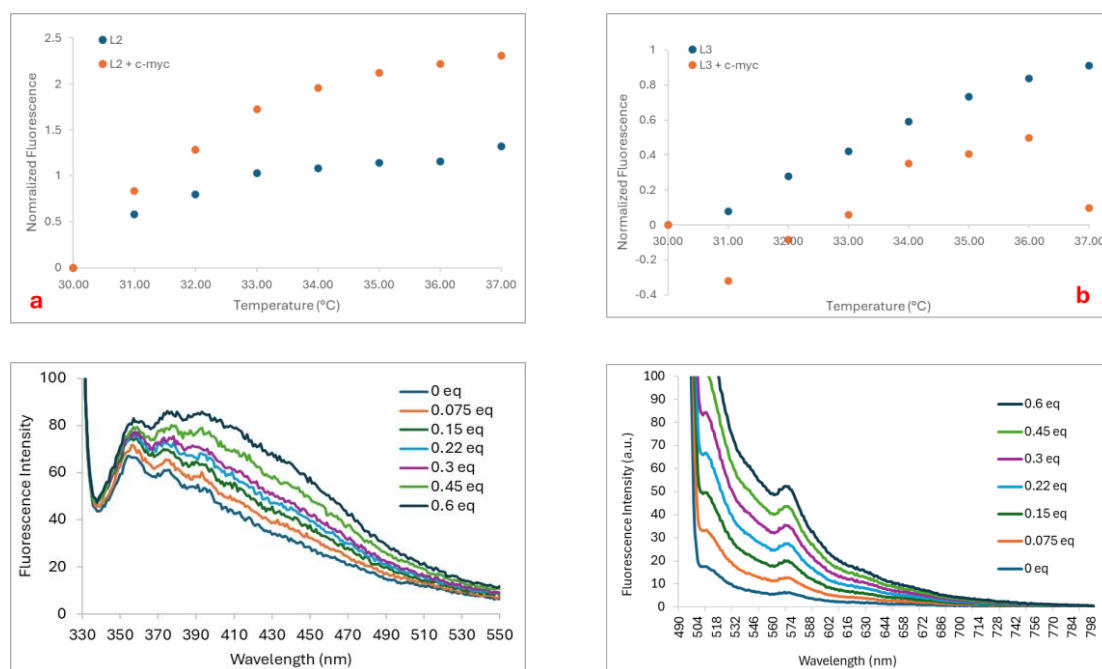 2.5
L2
L2 + c-myc
2
1.5
1
0.5
0
Nomralized Fluorescence
30.00 31.00 32.00 33.00 34.00 35.00 36.00 37.00
Temperature (°C)
a
1
L3
L3 + c-myc
0.8
0.6
0.4
0.2
0
-0.2
-0.4
Normalized Fluorescence
30.00 31.00 32.00 33.00 34.00 35.00 36.00 37.00
Temperature (°C)
b
100
80
60
40
20
0
Fluorescence Intensity
0 eq
0.075 eq
0.15 eq
0.22 eq
0.3 eq
0.45 eq
0.6 eq
330 350 370 390 410 430 450 470 490 510 530 550
Wavelength (nm)
100
90
80
70
60
50
40
30
20
10
0
Fluorescence Intensity (a.u.)
0.6 eq
0.45 eq
0.3 eq
0.22 eq
0.15 eq
0.075 eq
0 eq
490 504 518 532 546 560 574 588 602 616 630 644 658 672 686 700 714 728 742 756 770 784 798
Wavelength (nm)